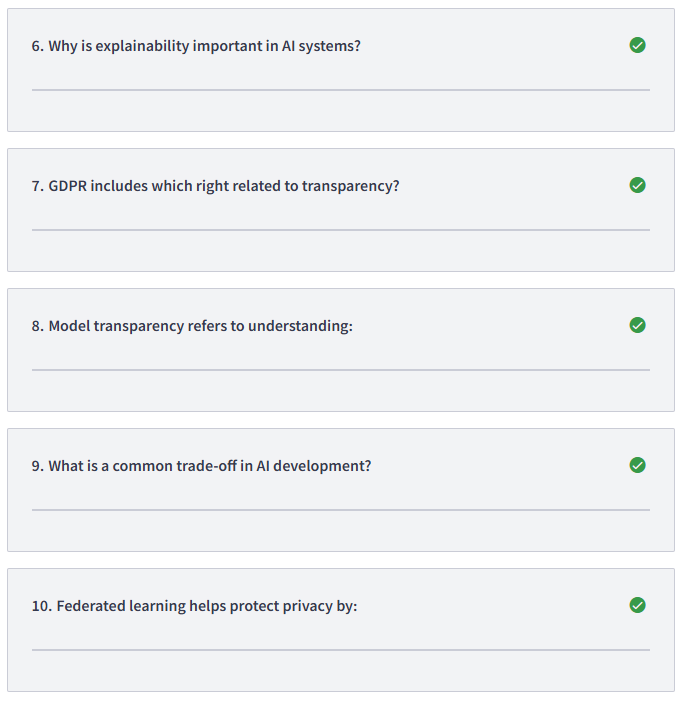 6. Why is explainability important in AI systems?
7. GDPR includes which right related to transparency?
8. Model transparency refers to understanding:
9. What is a common trade-off in AI development?
10. Federated learning helps protect privacy by: